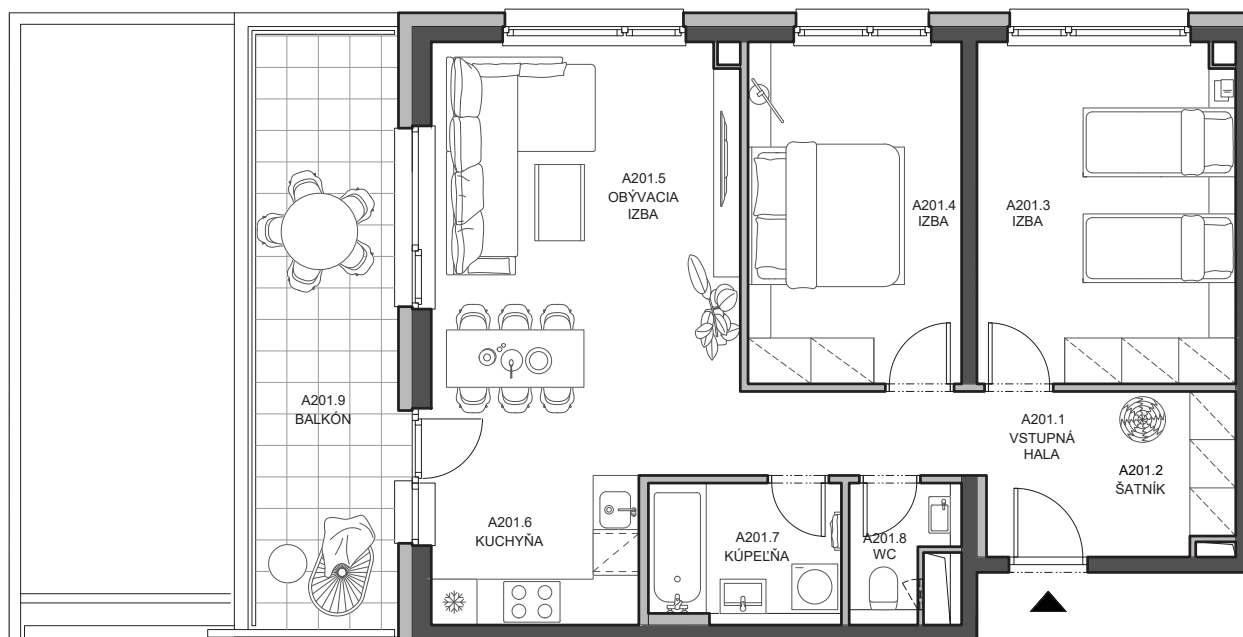 A201.5
OBÝVACIA
IZBA
A201.4
IZBA
A201.3
IZBA
A201.9
BALKÓN
A201.1
VSTUPNÁ
HALA
A201.2
ŠATNÍK
A201.6
KUCHYŇA
A201.7
KÚPEĽŇA
A201.8
WC